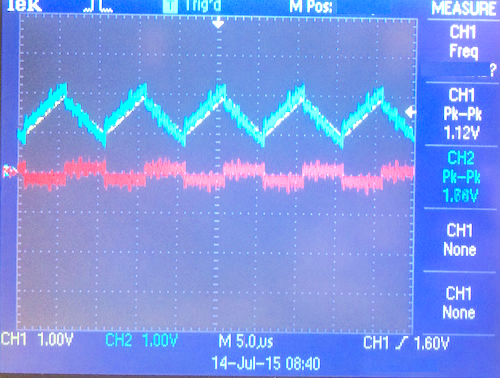 Tek Trig'd M Pos: MEASURE
CH1
Freq
?
CH1
Pk-Pk
1.12V
CH2
Pk-Pk
CH1
None
CH1
None
CH1 1.00V CH2 1.00V M 5.0us CH1 1.60V
14-Jul-15 08:40